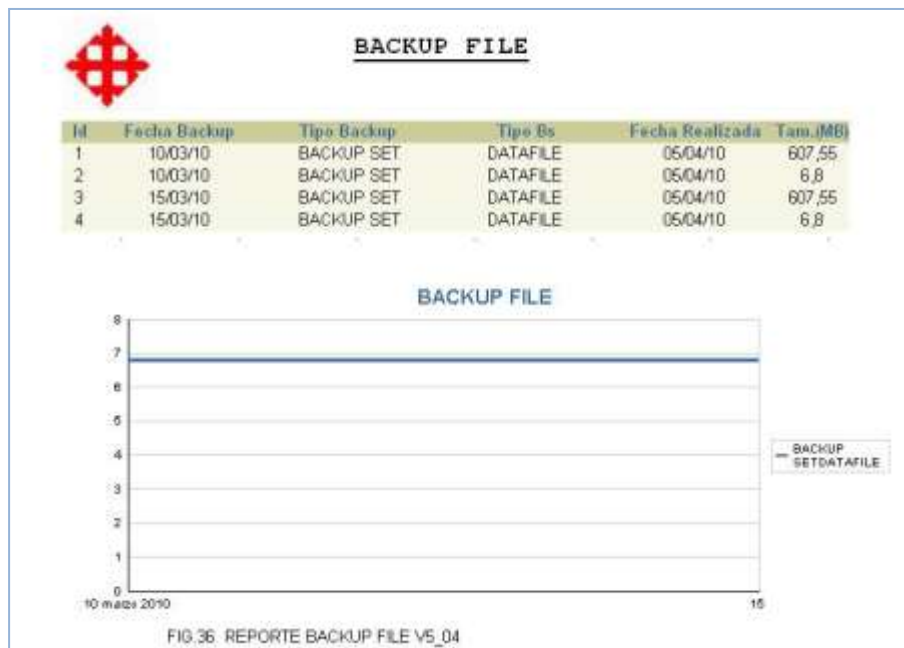 BACKUP FILE
Id Fecha Backup Tipo Backup Tipo Bs Fecha Realizada Tam.(MB)
1 10/03/10 BACKUP SET DATAFILE 05/04/10 607,55
2 10/03/10 BACKUP SET DATAFILE 05/04/10 6,8
3 15/03/10 BACKUP SET DATAFILE 05/04/10 607,55
4 15/03/10 BACKUP SET DATAFILE 05/04/10 6,8
BACKUP FILE
8
7
6
5
4
3
2
1
0
10 marzo 2010 15
BACKUP
SETDATAFILE
FIG.36 REPORTE BACKUP FILE V5_04